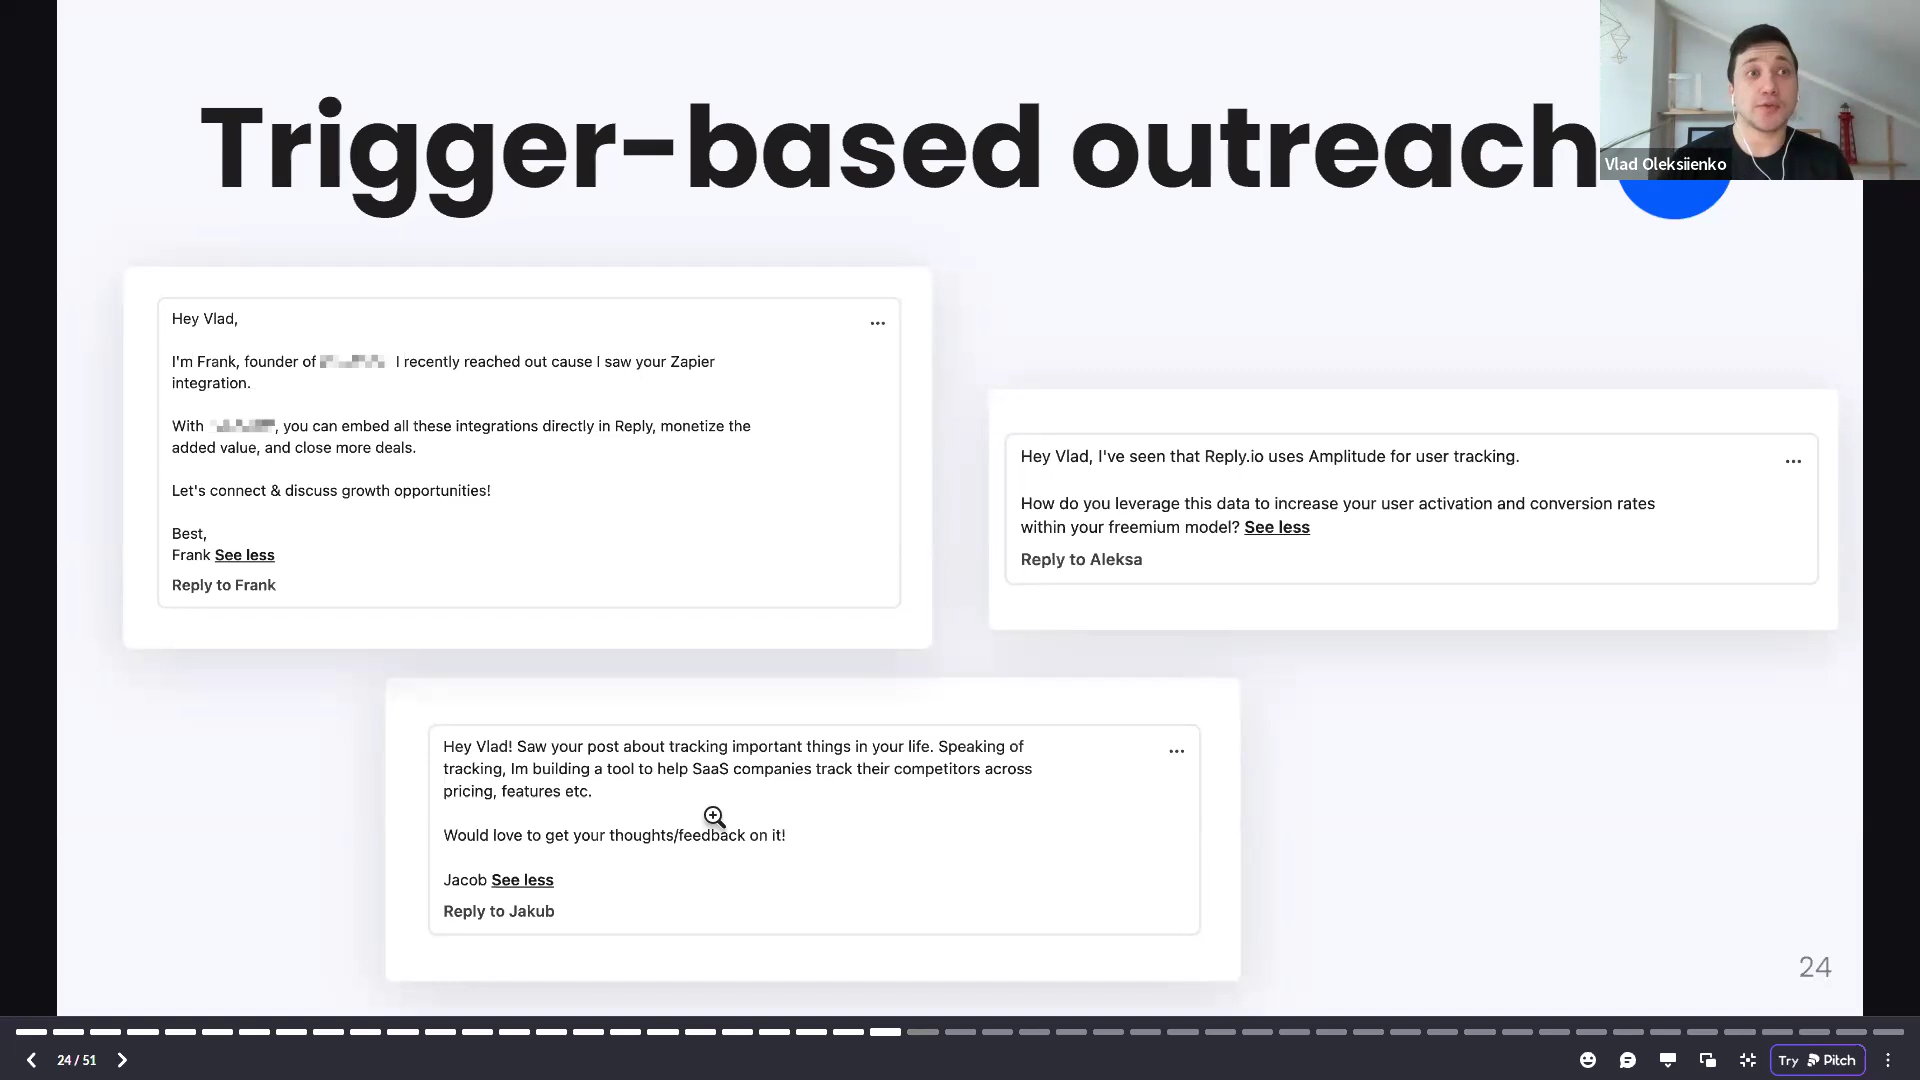 Trigger-based outreach
Vlad Oleksiienko
Hey Vlad,
I'm Frank, founder of I recently reached out cause I saw your Zapier
integration.
With , you can embed all these integrations directly in Reply, monetize the
added value, and close more deals.
Let's connect & discuss growth opportunities!
Best,
Frank See less
Reply to Frank
Hey Vlad, I've seen that Reply.io uses Amplitude for user tracking.
How do you leverage this data to increase your user activation and conversion rates
within your freemium model? See less
Reply to Aleksa
Hey Vlad! Saw your post about tracking important things in your life. Speaking of
tracking, Im building a tool to help SaaS companies track their competitors across
pricing, features etc.
Would love to get your thoughts/feedback on it!
Jacob See less
Reply to Jakub
24
24 / 51
Try Pitch